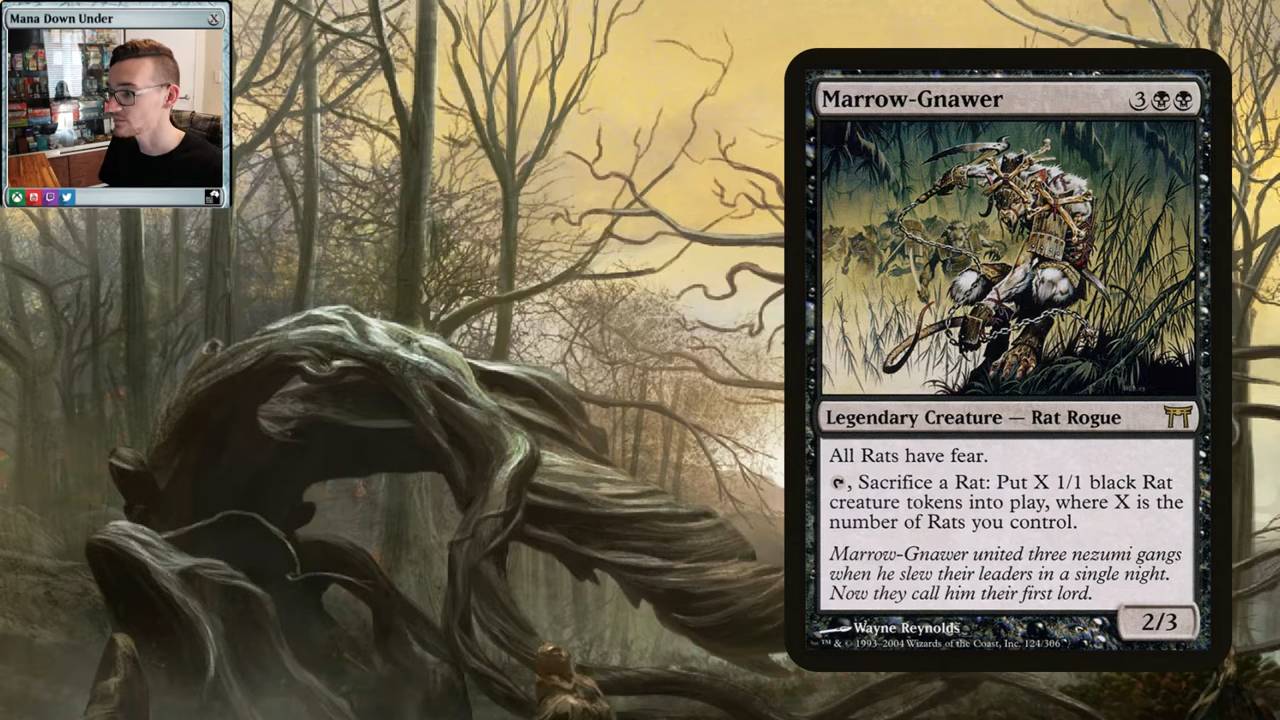 Mana Down Under
X
Marrow-Gnawer 3
Legendary Creature — Rat Rogue
All Rats have fear.
, Sacrifice a Rat: Put X 1/1 black Rat
creature tokens into play, where X is the
number of Rats you control.
Marrow-Gnawer united three nezumi gangs
when he slew their leaders in a single night.
Now they call him their first lord.
2/3
Wayne Reynolds
™ & © 1993–2004 Wizards of the Coast, Inc. 124/306